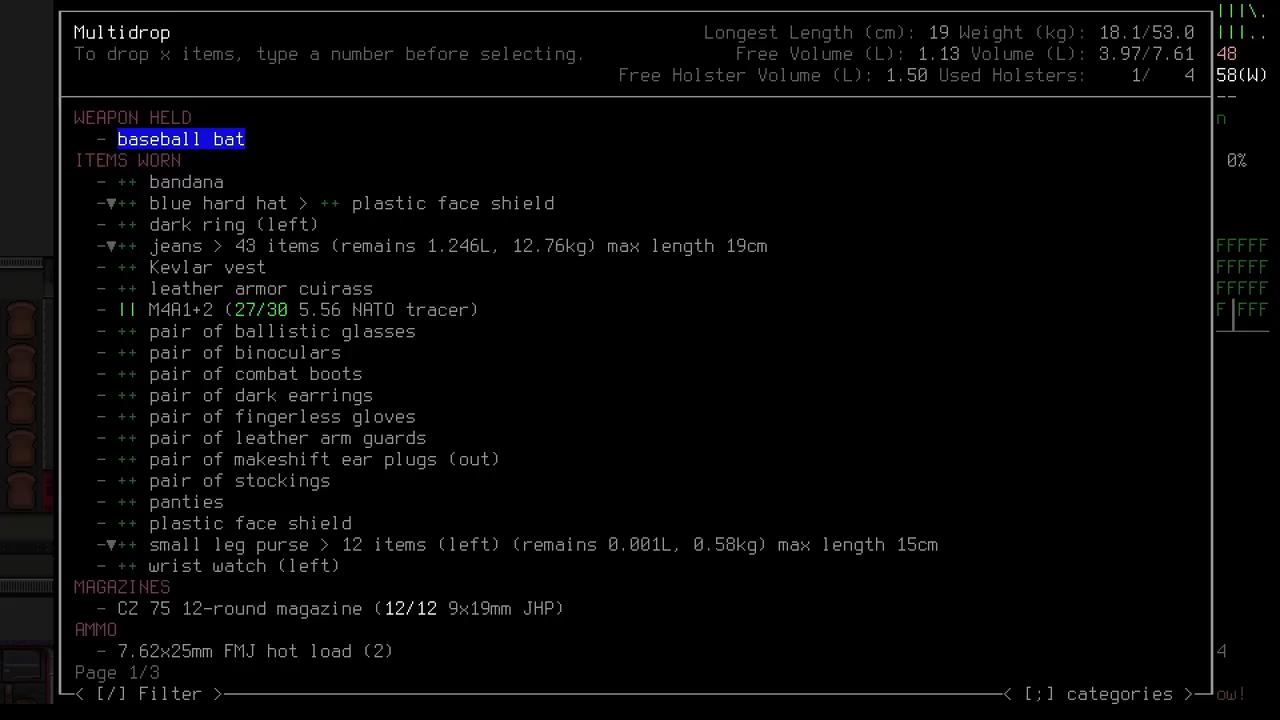 Multidrop
To drop x items, type a number before selecting.
Longest Length (cm): 19 Weight (kg): 18.1/53.0
Free Volume (L): 1.13 Volume (L): 3.97/7.61
Free Holster Volume (L): 1.50 Used Holsters: 1/ 4
WEAPON HELD
- baseball bat
ITEMS WORN
- ++ bandana
-▼++ blue hard hat > ++ plastic face shield
- ++ dark ring (left)
-▼++ jeans > 43 items (remains 1.246L, 12.76kg) max length 19cm
- ++ Kevlar vest
- ++ leather armor cuirass
- || M4A1+2 (27/30 5.56 NATO tracer)
- ++ pair of ballistic glasses
- ++ pair of binoculars
- ++ pair of combat boots
- ++ pair of dark earrings
- ++ pair of fingerless gloves
- ++ pair of leather arm guards
- ++ pair of makeshift ear plugs (out)
- ++ pair of stockings
- ++ panties
- ++ plastic face shield
-▼++ small leg purse > 12 items (left) (remains 0.001L, 0.58kg) max length 15cm
- ++ wrist watch (left)
MAGAZINES
- CZ 75 12-round magazine (12/12 9x19mm JHP)
AMMO
- 7.62x25mm FMJ hot load (2)
Page 1/3
< [/] Filter >
< [;] categories >
|||\.
|||..
48
58(W)
--
n
0%
FFFFF
FFFFF
FFFFF
F FFF
4
ow!